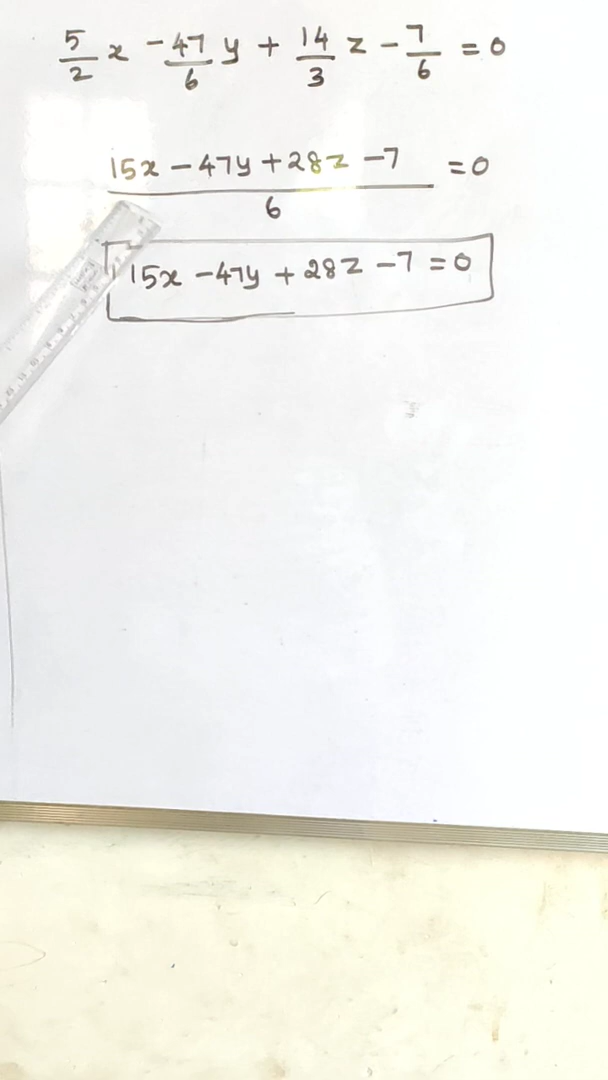 5/2 x - 47/6 y + 14/3 z - 7/6 = 0
15x - 47y + 28z - 7 / 6 = 0
15x - 47y + 28z - 7 = 0